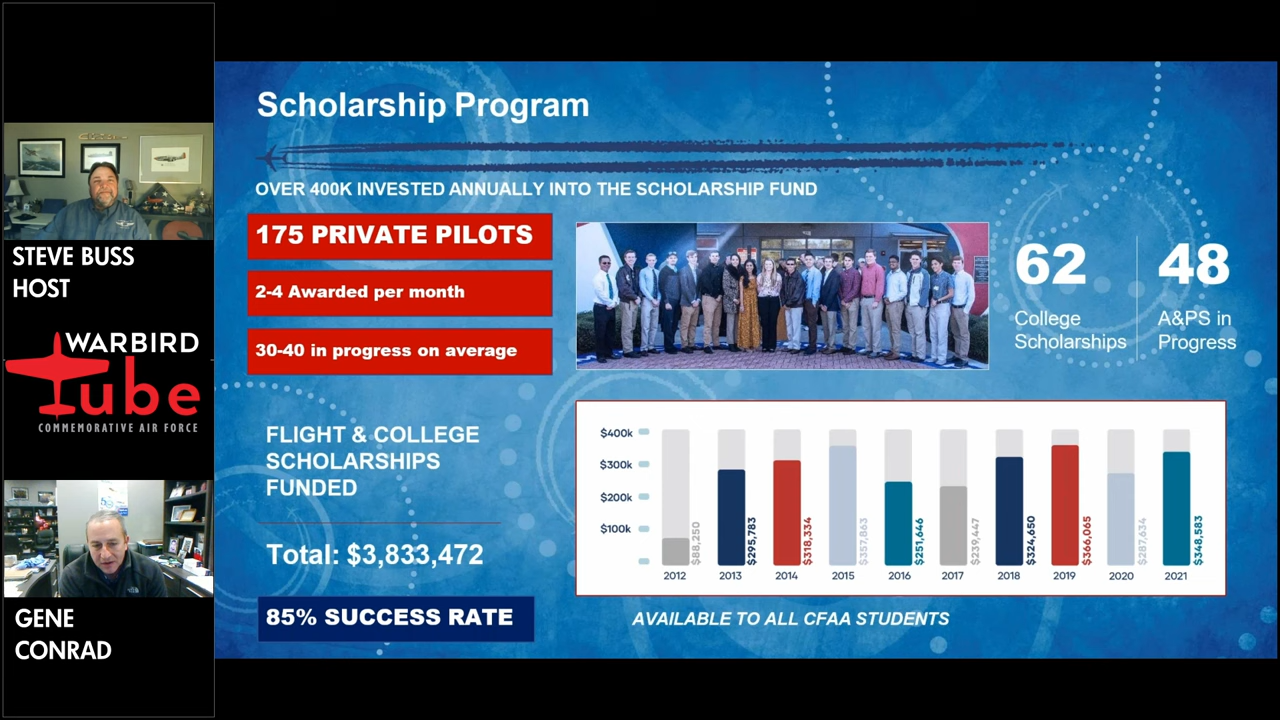 STEVE BUSS
HOST
WARBIRD
Tube
COMMEMORATIVE AIR FORCE
GENE
CONRAD
Scholarship Program
OVER 400K INVESTED ANNUALLY INTO THE SCHOLARSHIP FUND
175 PRIVATE PILOTS
2-4 Awarded per month
30-40 in progress on average
62
College
Scholarships
48
A&PS in
Progress
FLIGHT & COLLEGE
SCHOLARSHIPS
FUNDED
Total: $3,833,472
85% SUCCESS RATE
$400k
$300k
$200k
$100k
$88,250
$295,783
$318,334
$357,863
$251,646
$239,447
$324,650
$366,065
$287,634
$348,583
2012 2013 2014 2015 2016 2017 2018 2019 2020 2021
AVAILABLE TO ALL CFAA STUDENTS